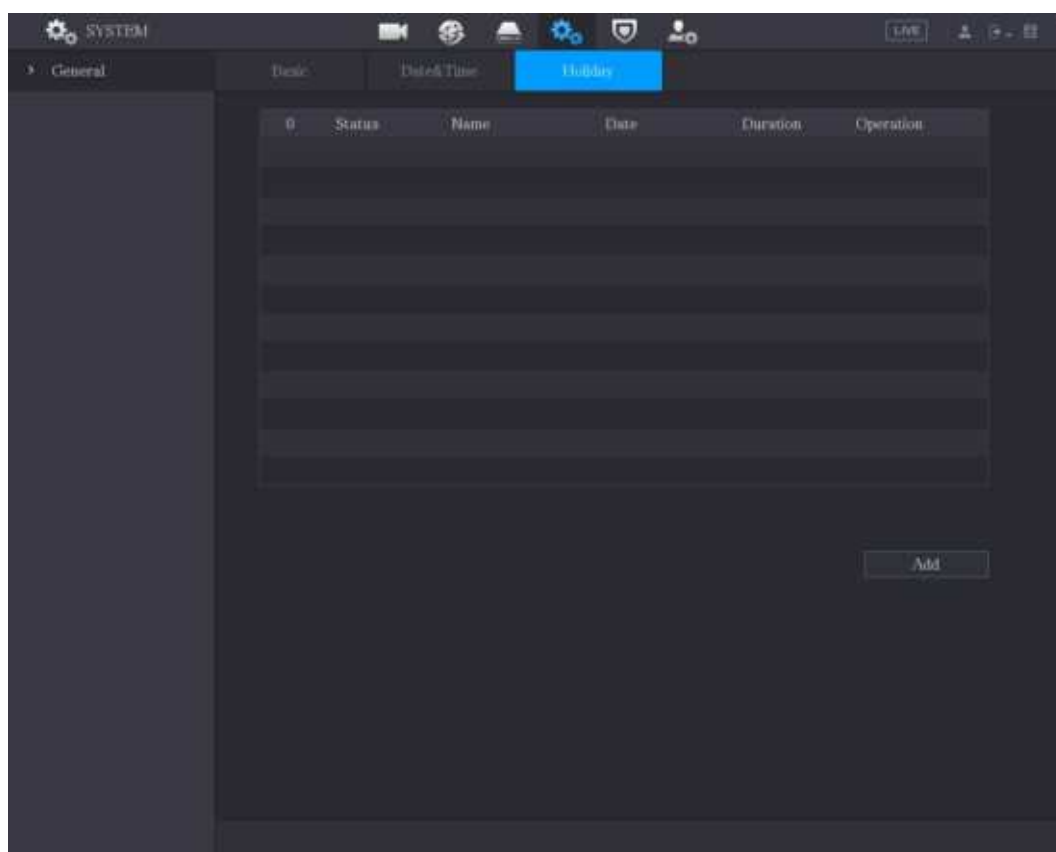 SYSTEM
LIVE
General
Basic
Date&Time
Holiday
0 Status Name Date Duration Operation
Add